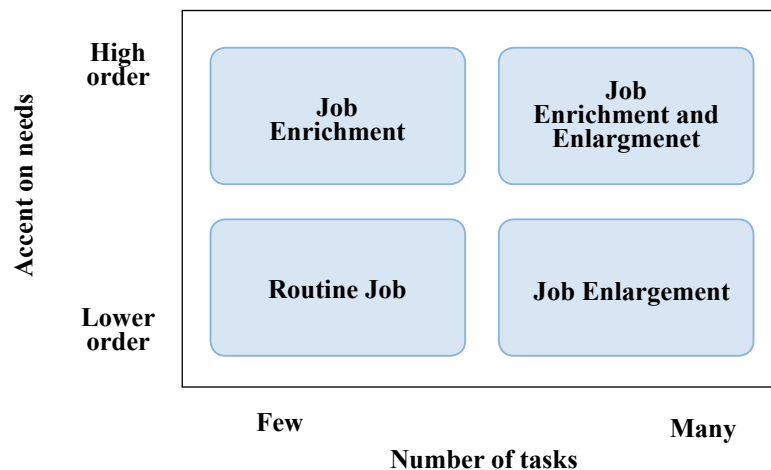 High
order
Accent on needs
Job
Enrichment
Job
Enrichment and
Enlargmenet
Routine Job
Job Enlargement
Lower
order
Few
Many
Number of tasks